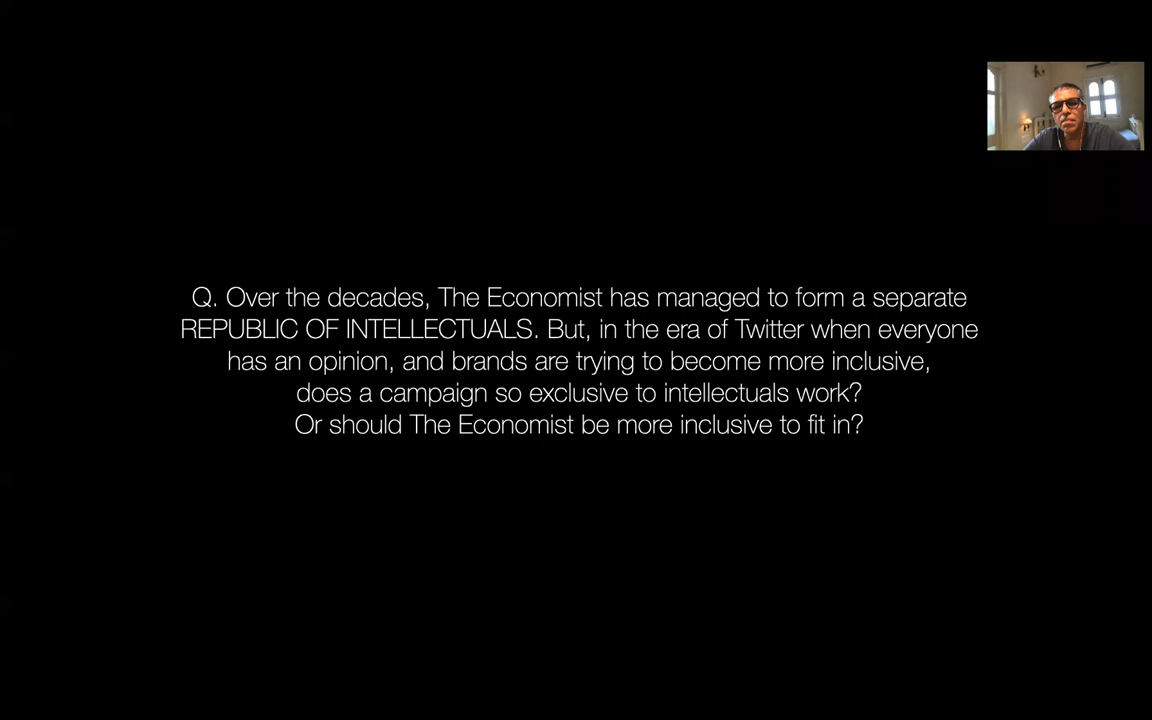 Q. Over the decades, The Economist has managed to form a separate
REPUBLIC OF INTELLECTUALS. But, in the era of Twitter when everyone
has an opinion, and brands are trying to become more inclusive,
does a campaign so exclusive to intellectuals work?
Or should The Economist be more inclusive to fit in?